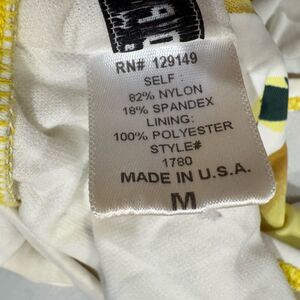 RN# 129149
SELF:
82% NYLON
18% SPANDEX
LINING:
100% POLYESTER
STYLE#
1780
MADE IN U.S.A.
M